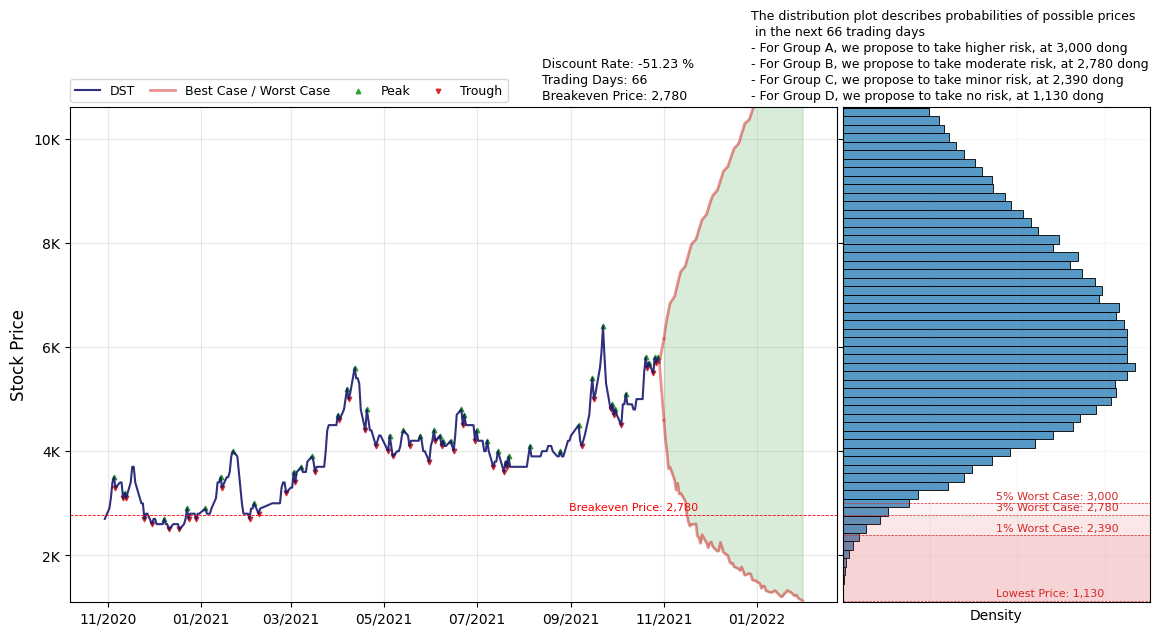 The distribution plot describes probabilities of possible prices
in the next 66 trading days
- For Group A, we propose to take higher risk, at 3,000 dong
- For Group B, we propose to take moderate risk, at 2,780 dong
- For Group C, we propose to take minor risk, at 2,390 dong
- For Group D, we propose to take no risk, at 1,130 dong
Discount Rate: -51.23 %
Trading Days: 66
Breakeven Price: 2,780
DST
Best Case / Worst Case
Peak
Trough
Stock Price
10K
8K
6K
4K
2K
Breakeven Price: 2,780
5% Worst Case: 3,000
3% Worst Case: 2,780
1% Worst Case: 2,390
Lowest Price: 1,130
11/2020
01/2021
03/2021
05/2021
07/2021
09/2021
11/2021
01/2022
Density